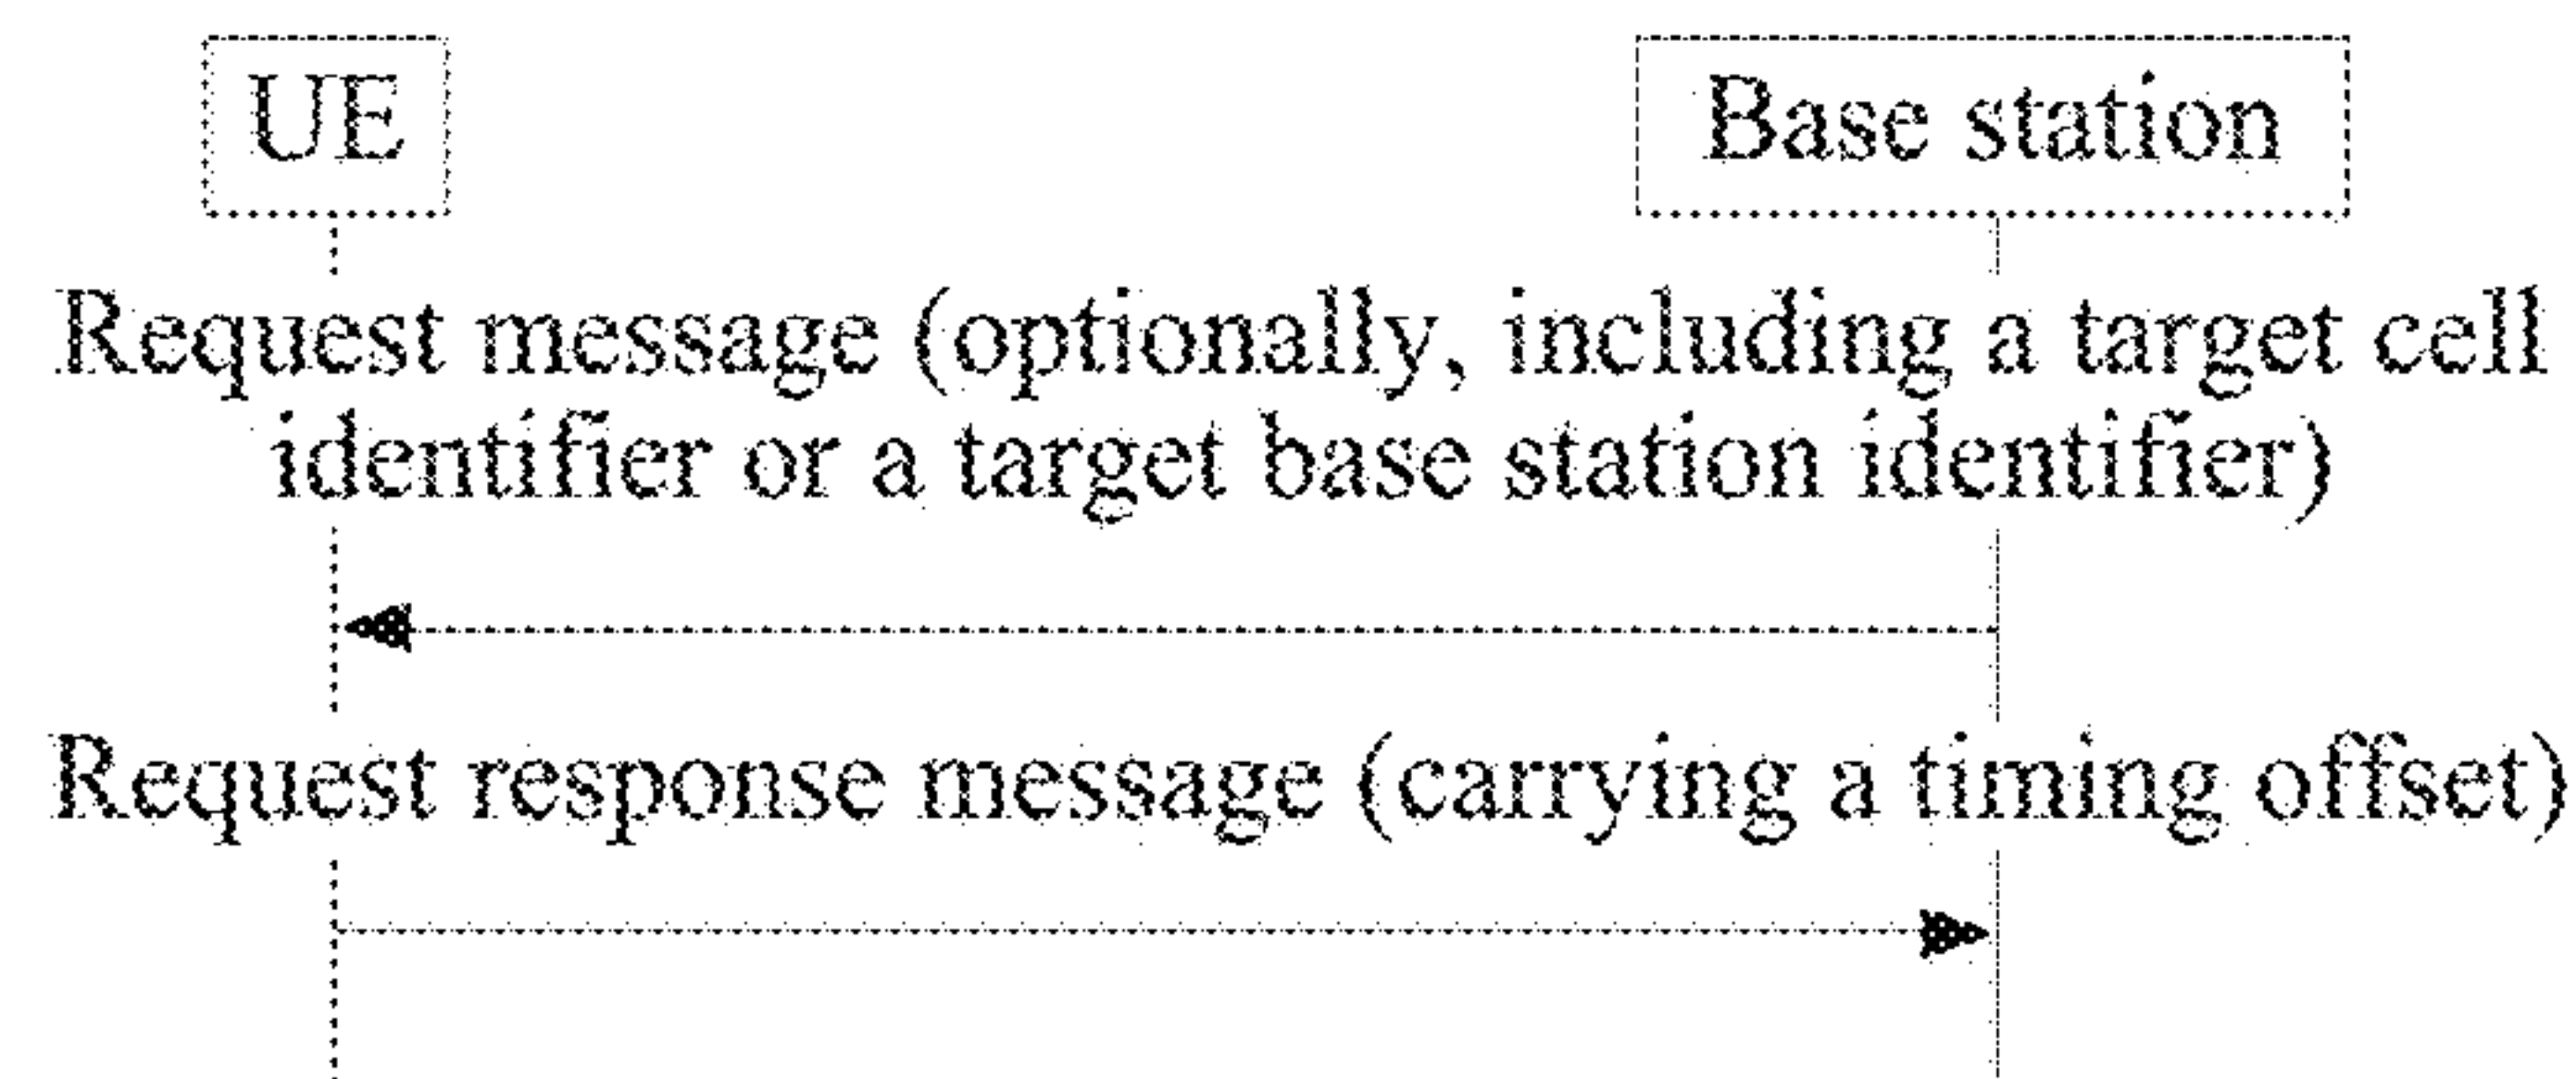 UE
Base station
Request message (optionally, including a target cell
identifier or a target base station identifier)
Request response message (carrying a timing offset)